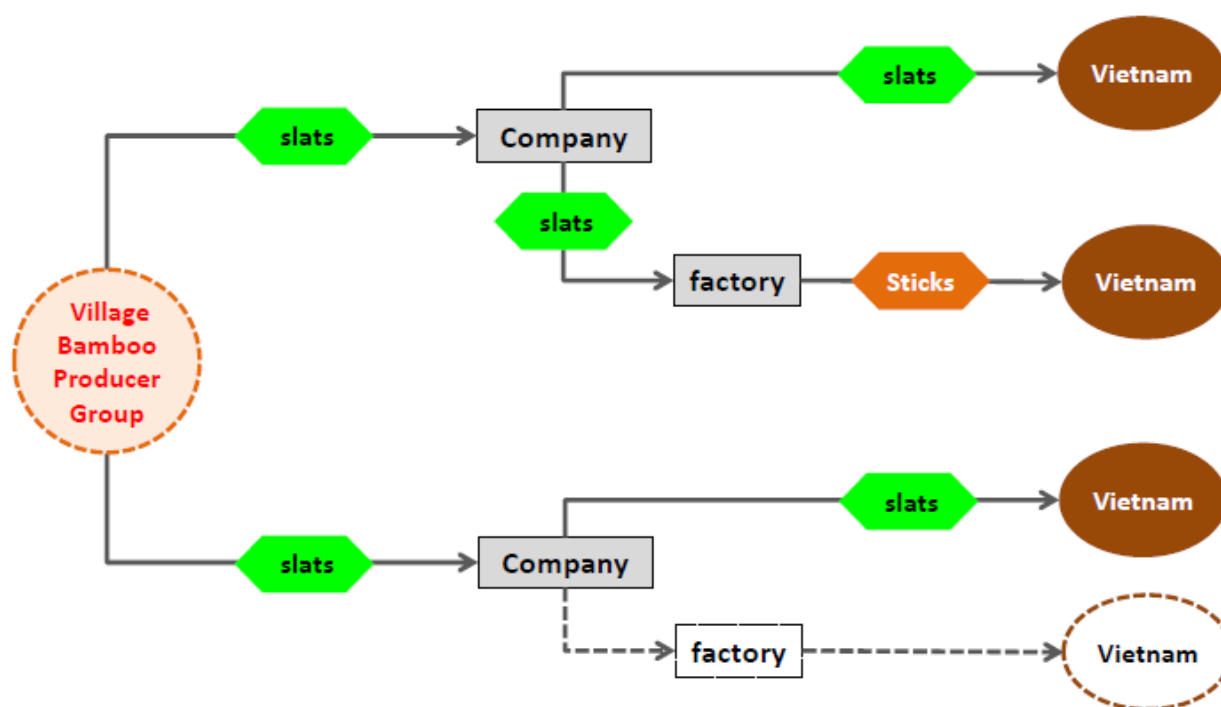 slats
Vietnam
slats
Company
slats
factory
Sticks
Vietnam
Village
Bamboo
Producer
Group
slats
Vietnam
slats
Company
factory
Vietnam